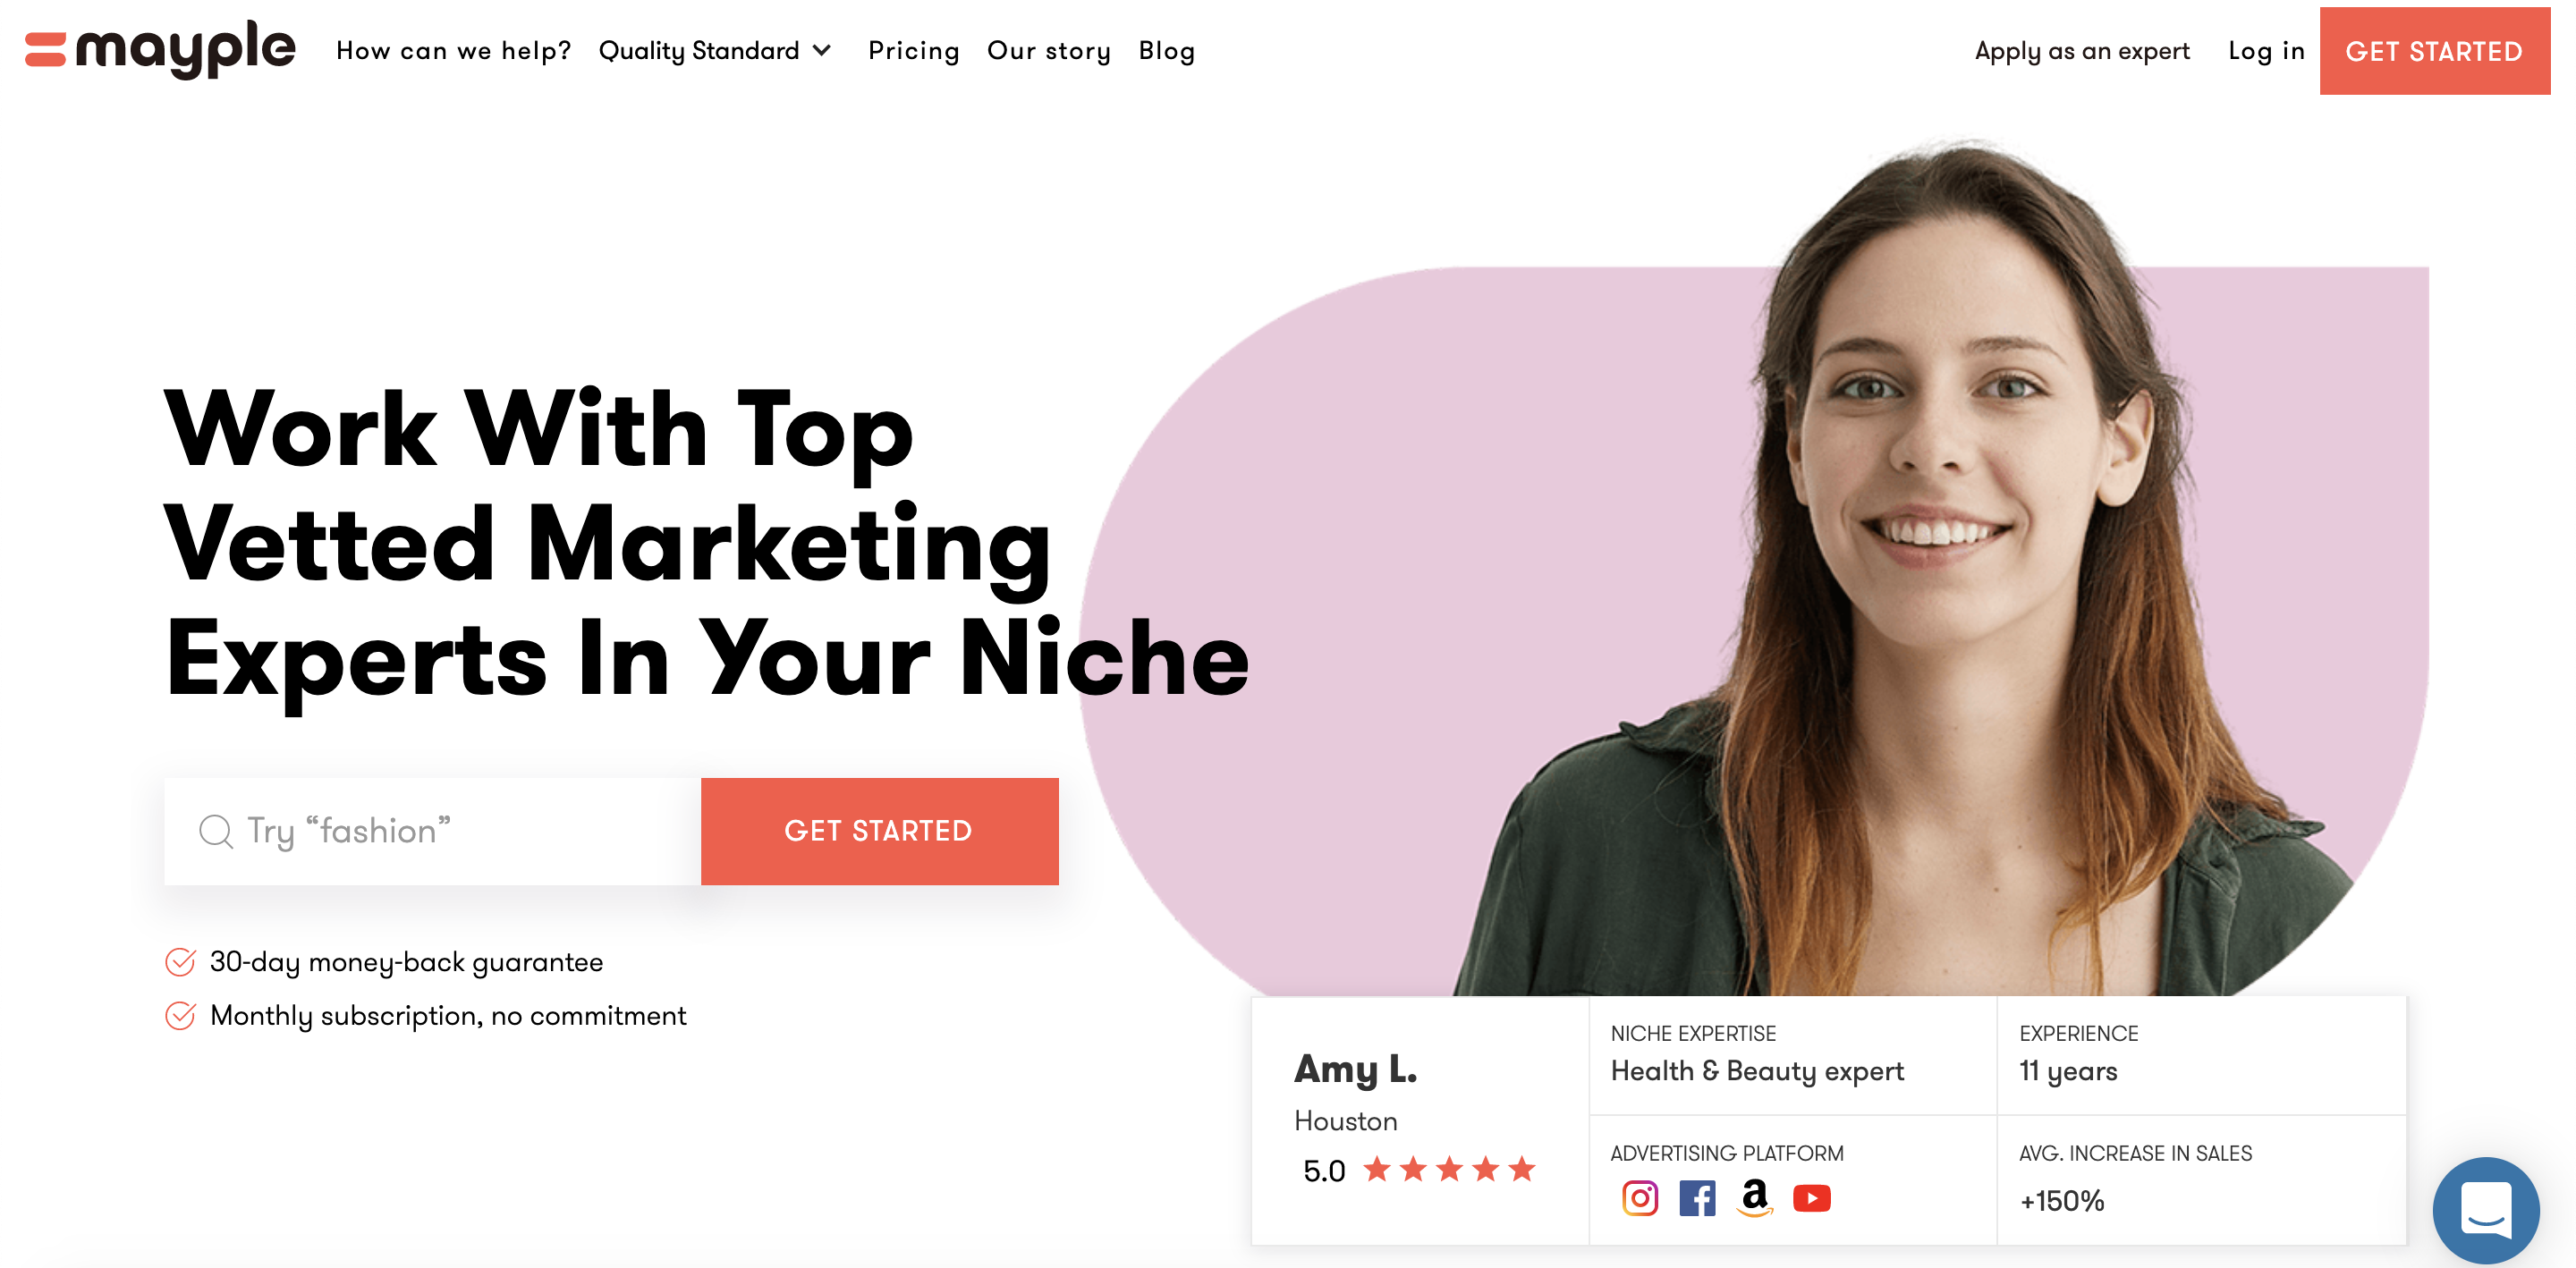 mayple
How can we help? Quality Standard Pricing Our story Blog
Apply as an expert Log in GET STARTED
Work With Top
Vetted Marketing
Experts In Your Niche
Try “fashion”
GET STARTED
30-day money-back guarantee
Monthly subscription, no commitment
Amy L.
Houston
5.0
NICHE EXPERTISE
Health & Beauty expert
EXPERIENCE
11 years
ADVERTISING PLATFORM
AVG. INCREASE IN SALES
+150%